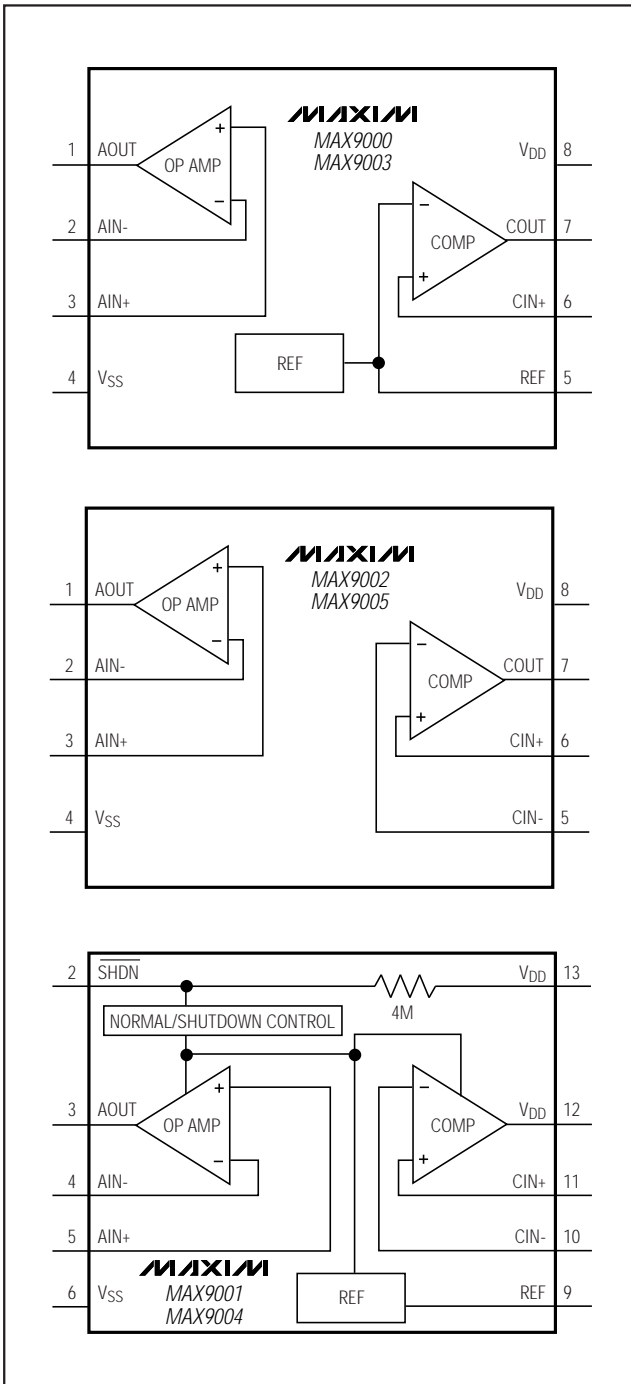 MAXIM
MAX9000
MAX9003
1 AOUT
OP AMP
+
-
2 AIN-
3 AIN+
4 VSS
REF
VDD 8
COUT 7
COMP
-
+
CIN+ 6
REF 5
MAXIM
MAX9002
MAX9005
1 AOUT
OP AMP
+
-
2 AIN-
3 AIN+
4 VSS
VDD 8
COUT 7
COMP
-
+
CIN+ 6
CIN- 5
2 SHDN
VDD 13
4M
NORMAL/SHUTDOWN CONTROL
3 AOUT
OP AMP
+
-
4 AIN-
5 AIN+
6 VSS
COMP
-
+
VDD 12
CIN+ 11
CIN- 10
REF 9
MAXIM
MAX9001
MAX9004
REF